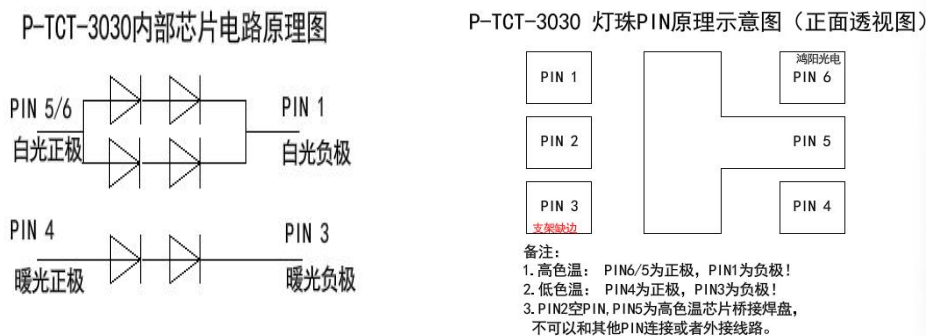 P-TCT-3030内部芯片电路原理图
PIN 5/6
白光正极
PIN 1
白光负极
PIN 4
暖光正极
PIN 3
暖光负极
P-TCT-3030 灯珠PIN原理示意图（正面透视图）
PIN 1
鸿阳光电
PIN 6
PIN 2
PIN 5
PIN 3
支架缺边
PIN 4
备注:
1.高色温: PIN6/5为正极，PIN1为负极!
2.低色温: PIN4为正极，PIN3为负极!
3.PIN2空PIN,PIN5为高色温芯片桥接焊盘，
不可以和其他PIN连接或者外接线路。